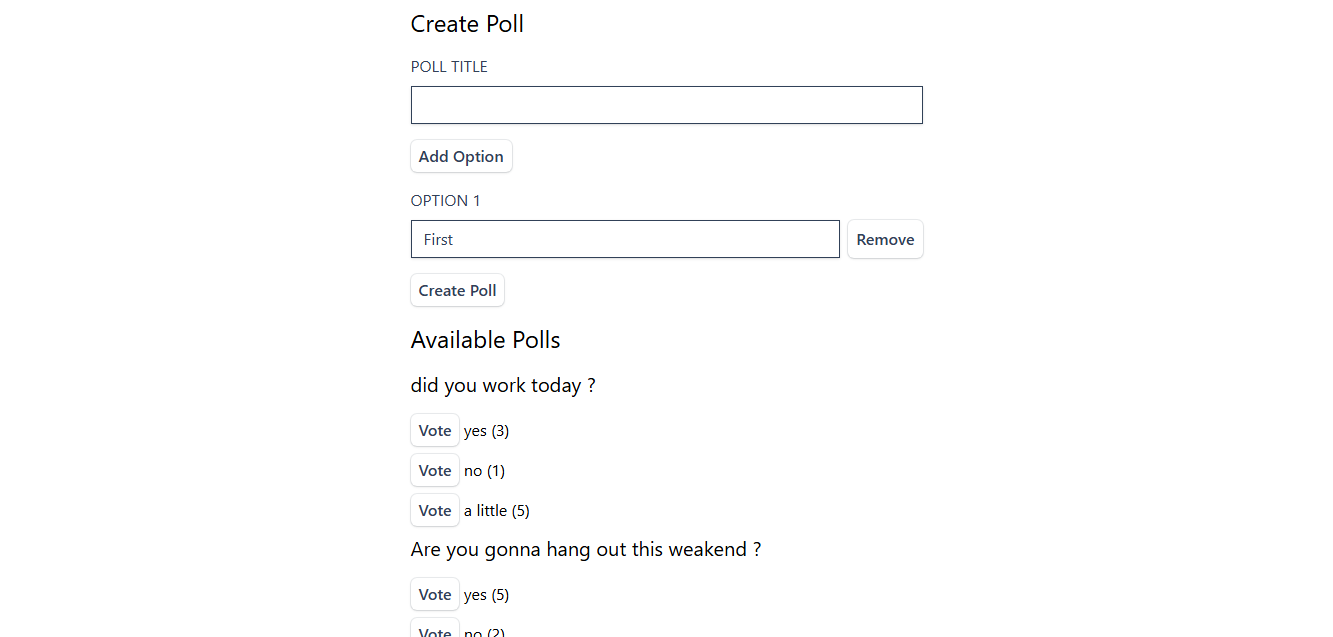 Create Poll
POLL TITLE
Add Option
OPTION 1
First Remove
Create Poll
Available Polls
did you work today ?
Vote yes (3)
Vote no (1)
Vote a little (5)
Are you gonna hang out this weakend ?
Vote yes (5)
Vote no (2)